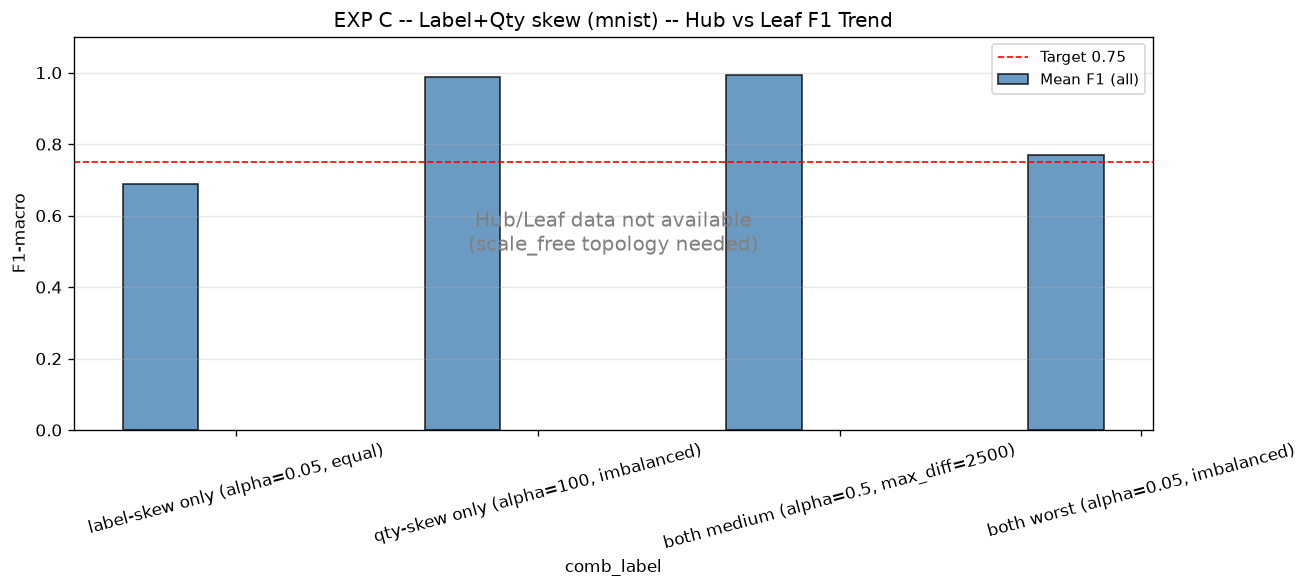 EXP C -- Label+Qty skew (mnist) -- Hub vs Leaf F1 Trend
Target 0.75
Mean F1 (all)
F1-macro
1.0
0.8
0.6
0.4
0.2
0.0
Hub/Leaf data not available
(scale_free topology needed)
label-skew only (alpha=0.05, equal)
qty-skew only (alpha=100, imbalanced)
both medium (alpha=0.5, max_diff=2500)
both worst (alpha=0.05, imbalanced)
comb_label